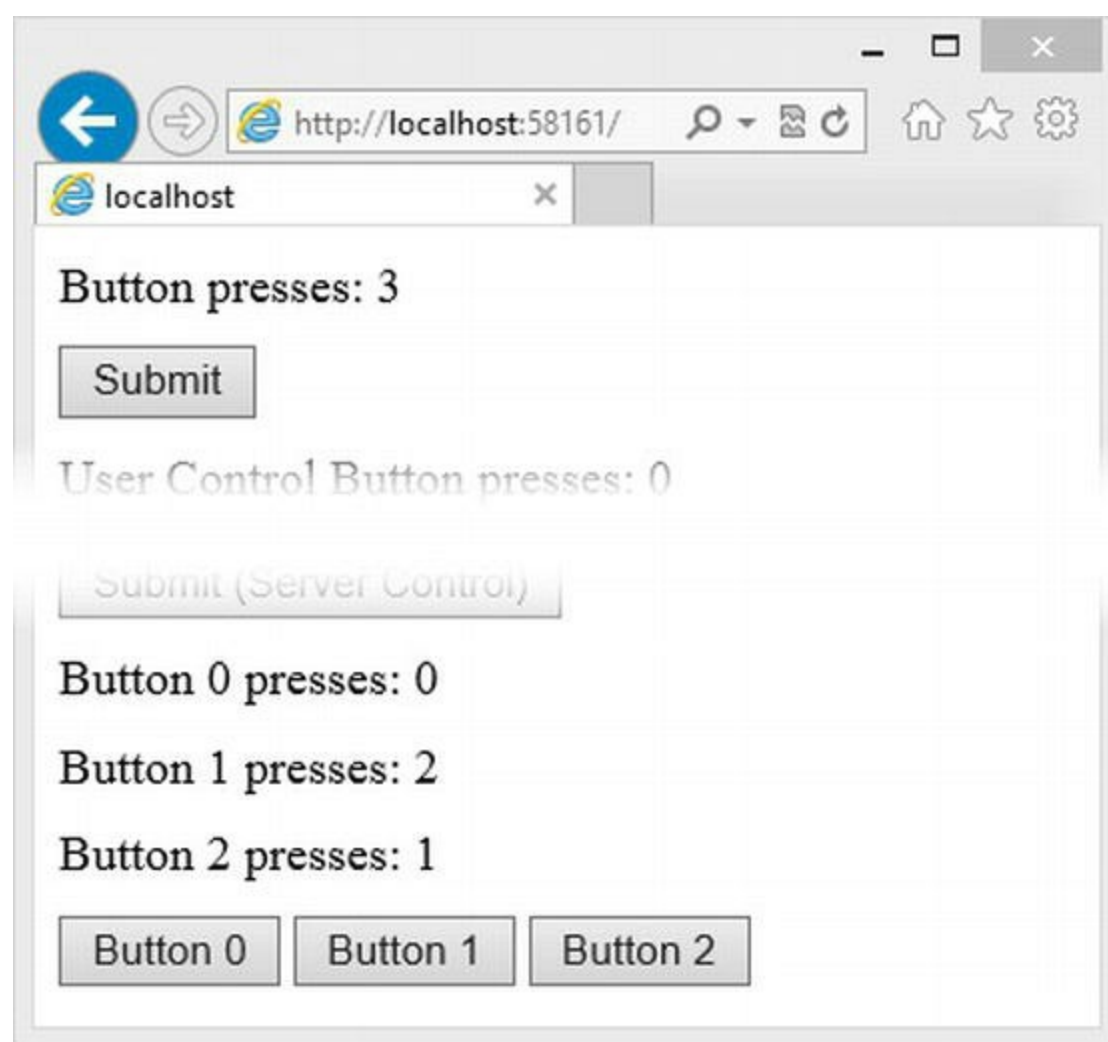 http://localhost:58161/
localhost
Button presses: 3
Submit
User Control Button presses: 0
Submit (Server Control)
Button 0 presses: 0
Button 1 presses: 2
Button 2 presses: 1
Button 0 Button 1 Button 2